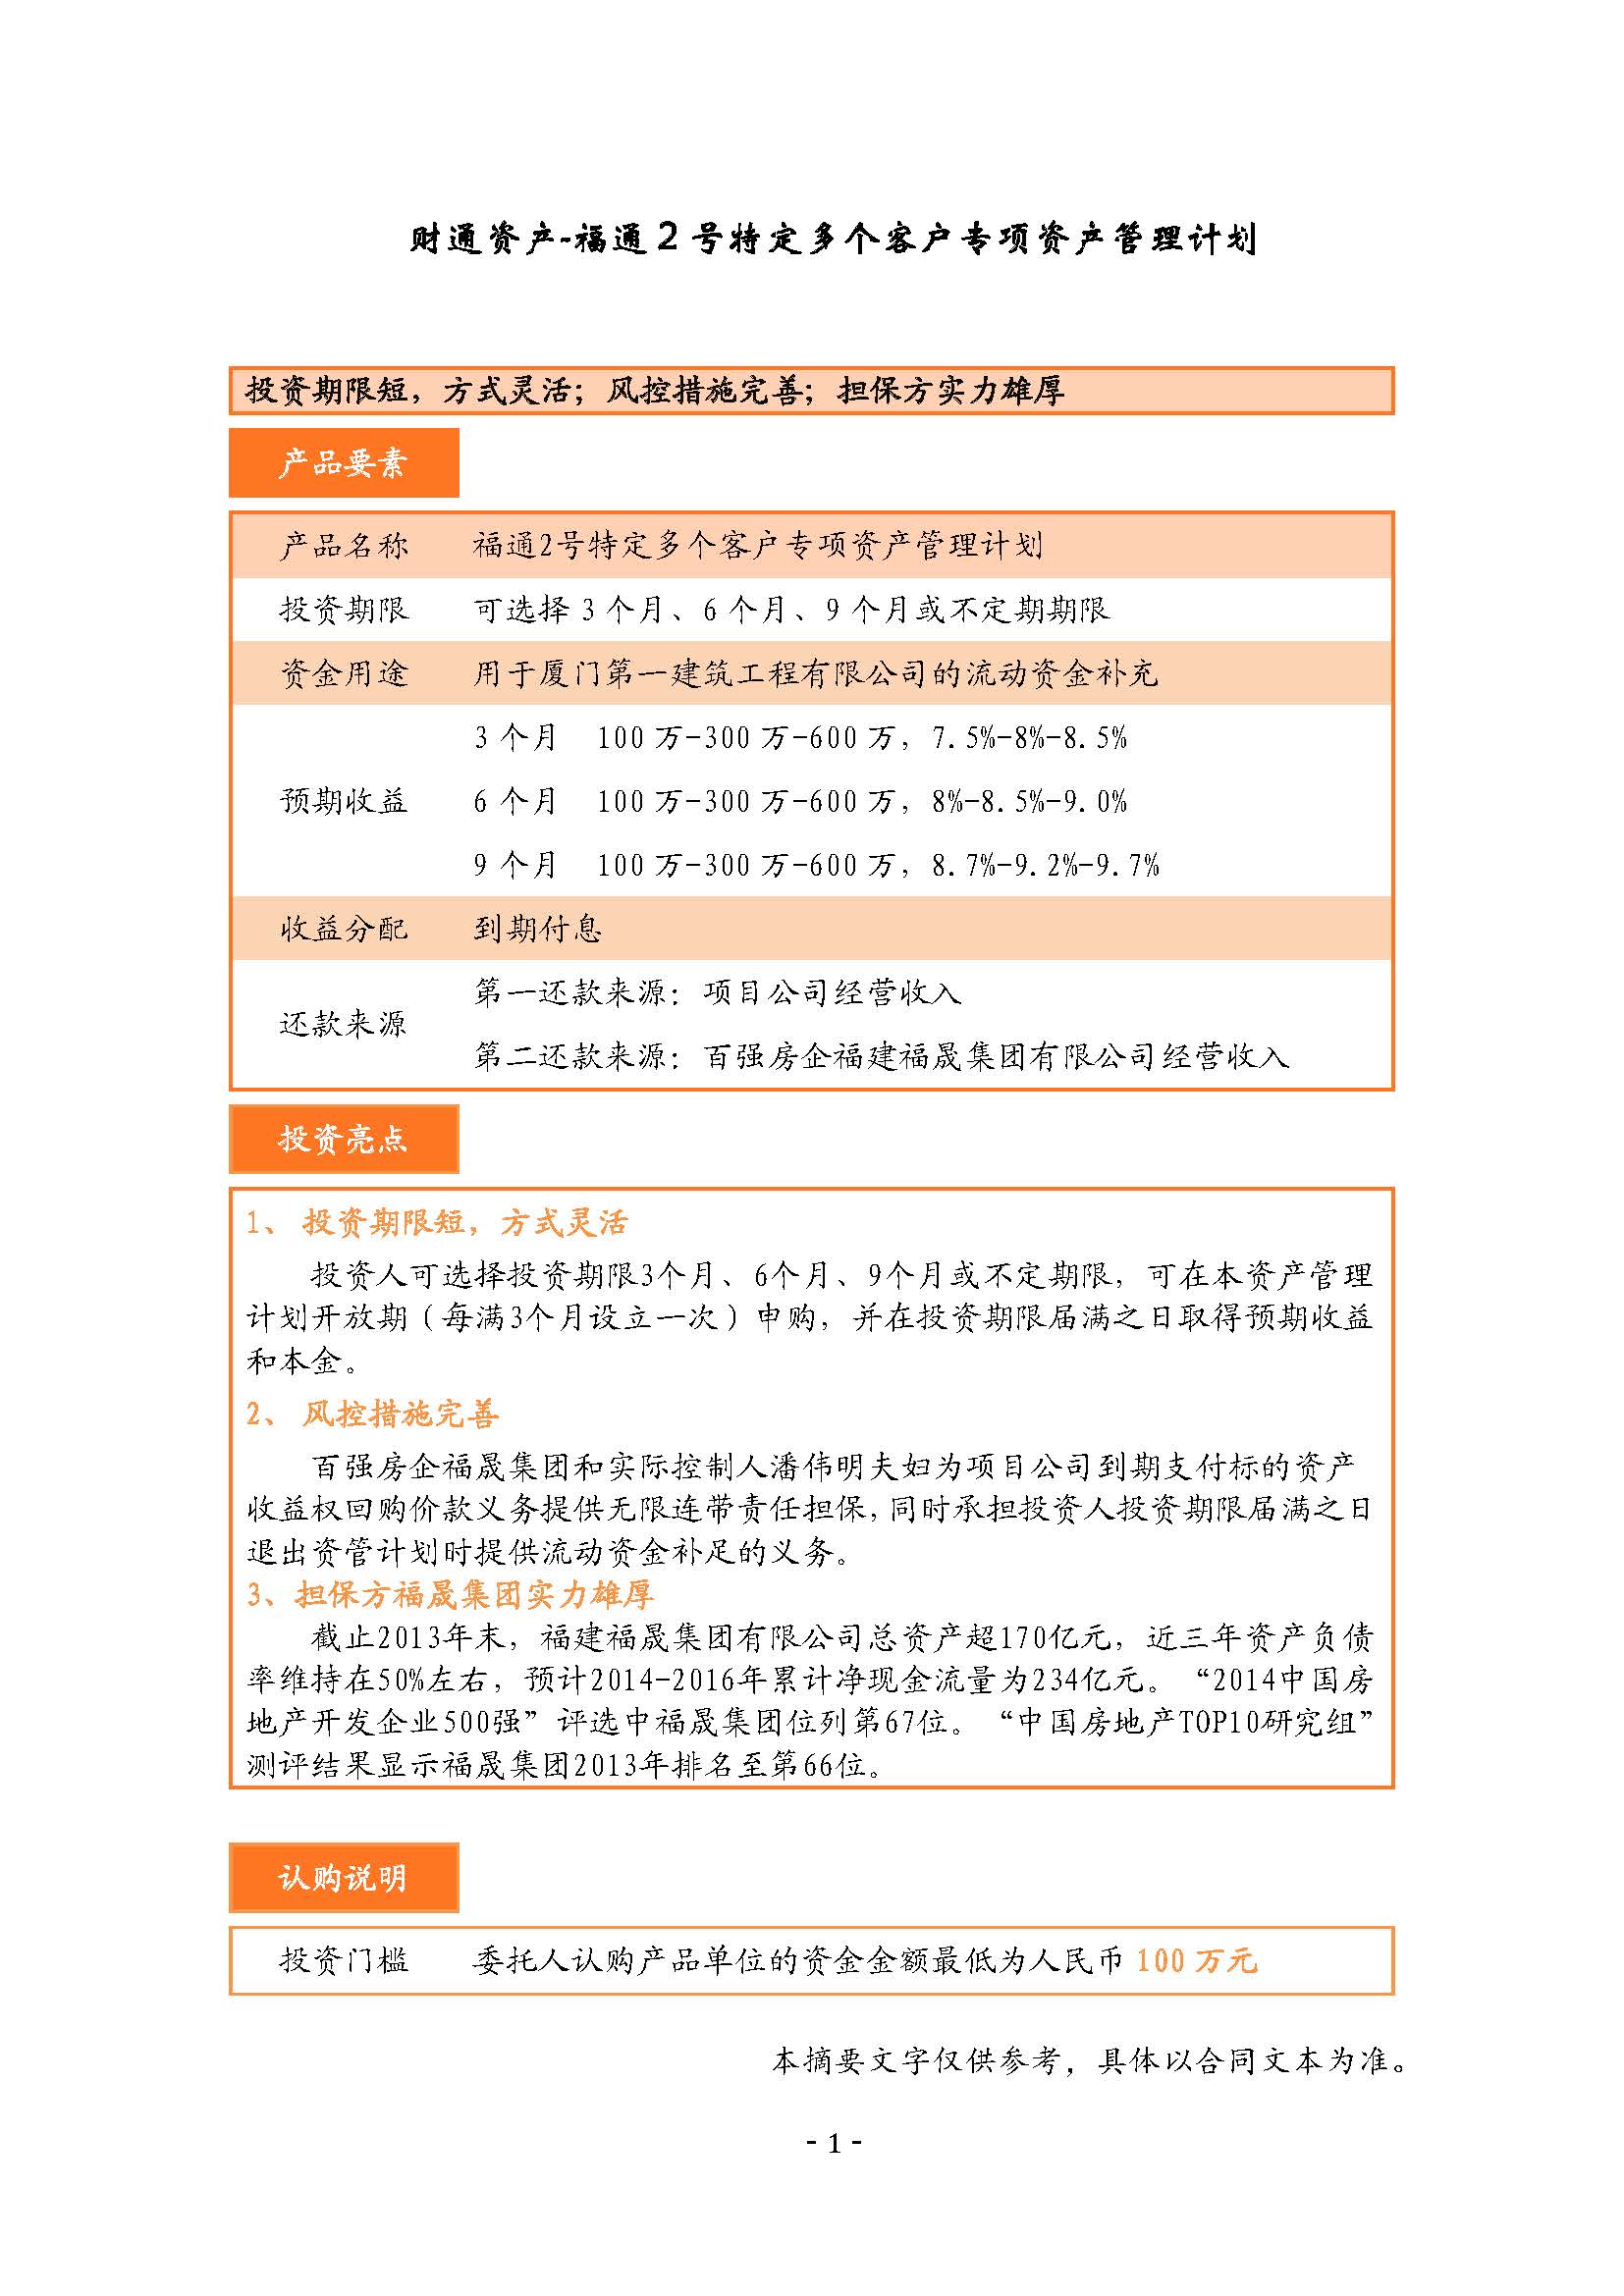 财通资产-福通2号特定多个客户专项资产管理计划
投资期限短，方式灵活；风控措施完善；担保方实力雄厚
产品要素
产品名称 福通2号特定多个客户专项资产管理计划
投资期限 可选择 3 个月、6 个月、9 个月或不定期期限
资金用途 用于厦门第一建筑工程有限公司的流动资金补充
3 个月 100 万-300 万-600 万，7.5%-8%-8.5%
预期收益 6 个月 100 万-300 万-600 万，8%-8.5%-9.0%
9 个月 100 万-300 万-600 万，8.7%-9.2%-9.7%
收益分配 到期付息
还款来源
第一还款来源：项目公司经营收入
第二还款来源：百强房企福建福晟集团有限公司经营收入
投资亮点
1、 投资期限短，方式灵活
投资人可选择投资期限3个月、6个月、9个月或不定期限，可在本资产管理
计划开放期（每满3个月设立一次）申购，并在投资期限届满之日取得预期收益
和本金。
2、 风控措施完善
百强房企福晟集团和实际控制人潘伟明夫妇为项目公司到期支付标的资产
收益权回购价款义务提供无限连带责任担保，同时承担投资人投资期限届满之日
退出资管计划时提供流动资金补足的义务。
3、担保方福晟集团实力雄厚
截止2013年末，福建福晟集团有限公司总资产超170亿元，近三年资产负债
率维持在50%左右，预计2014-2016年累计净现金流量为234亿元。“2014中国房
地产开发企业500强”评选中福晟集团位列第67位。“中国房地产TOP10研究组”
测评结果显示福晟集团2013年排名至第66位。
认购说明
投资门槛 委托人认购产品单位的资金金额最低为人民币 100 万元
本摘要文字仅供参考，具体以合同文本为准。
- 1 -